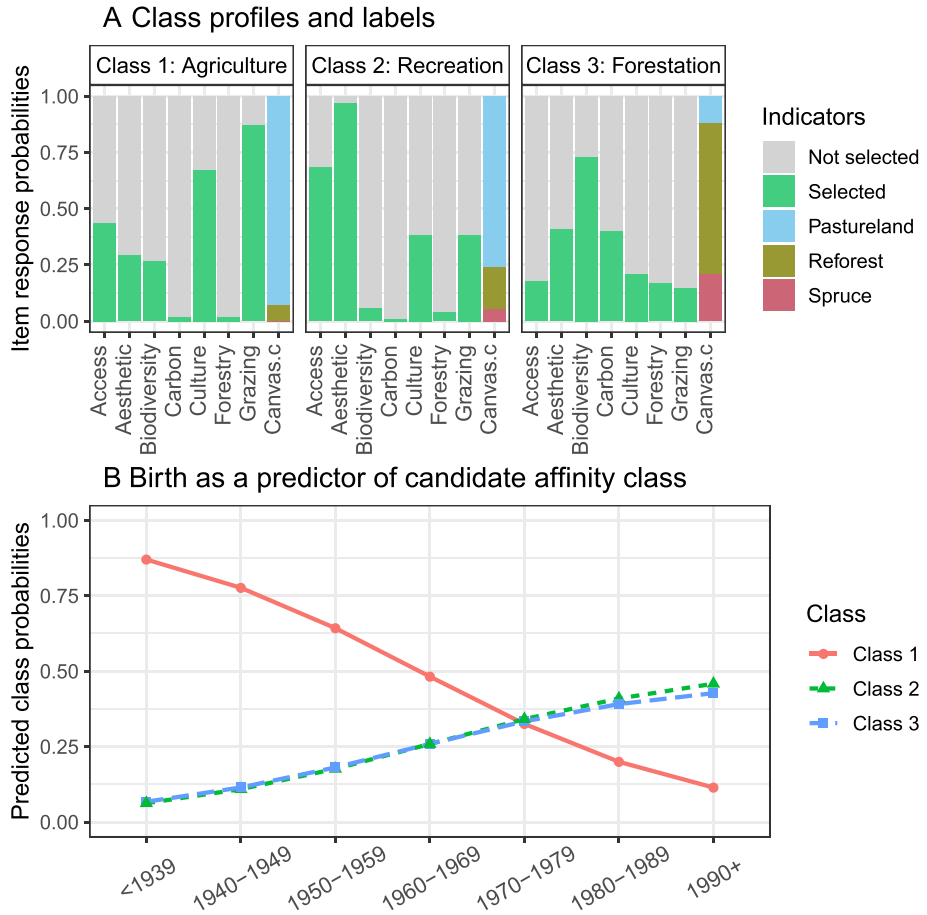 A Class profiles and labels
Class 1: Agriculture
Class 2: Recreation
Class 3: Forestation
Item response probabilities
1.00
0.75
0.50
0.25
0.00
Access
Aesthetic
Biodiversity
Carbon
Culture
Forestry
Grazing
Canvas.c
Access
Aesthetic
Biodiversity
Carbon
Culture
Forestry
Grazing
Canvas.c
Access
Aesthetic
Biodiversity
Carbon
Culture
Forestry
Grazing
Canvas.c
Indicators
Not selected
Selected
Pastureland
Reforest
Spruce
B Birth as a predictor of candidate affinity class
Predicted class probabilities
1.00
0.75
0.50
0.25
0.00
<1939
1940–1949
1950–1959
1960–1969
1970–1979
1980–1989
1990+
Class
Class 1
Class 2
Class 3